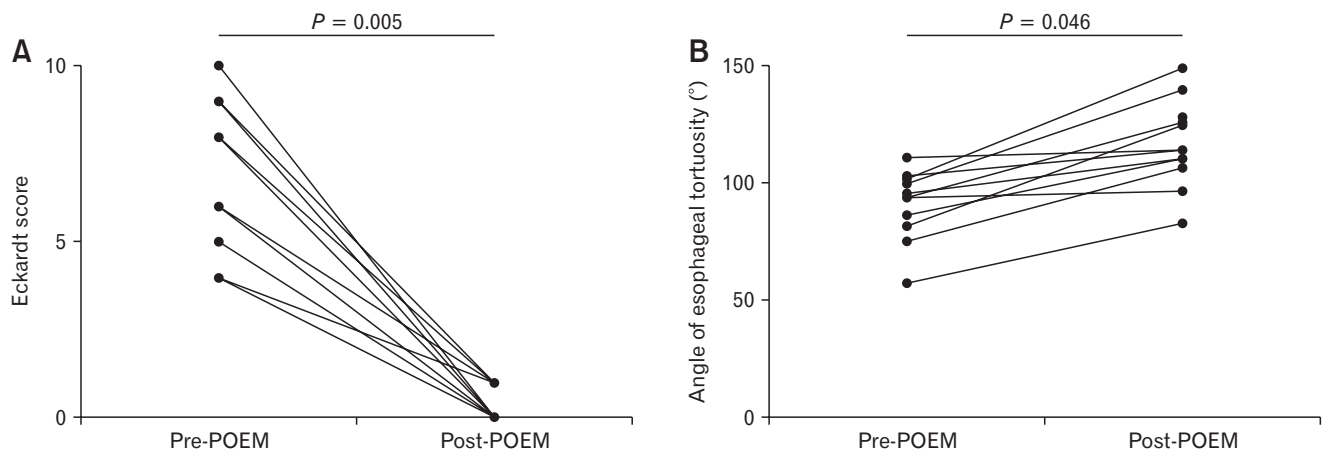 A
P = 0.005
Eckardt score
10
5
0
Pre-POEM
Post-POEM
B
P = 0.046
Angle of esophageal tortuosity (°)
150
100
50
0
Pre-POEM
Post-POEM